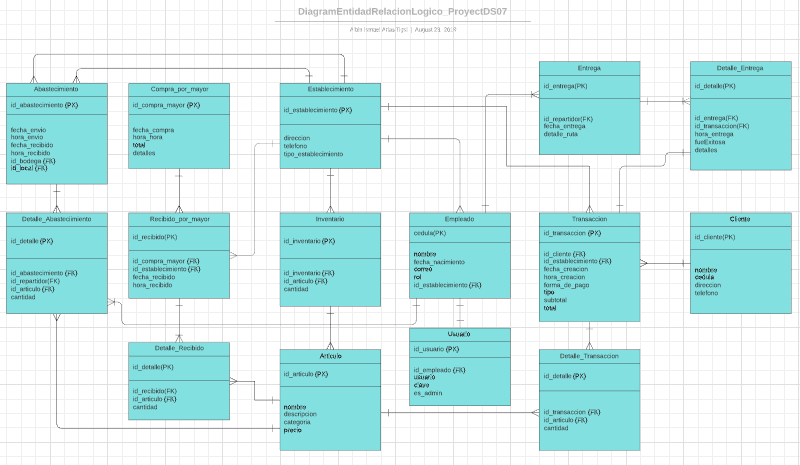 DiagramEntidadRelacionLogico_ProyectDS07
August 23, 2019
Abastecimiento
id_abastecimiento (PK)
fecha_envio
hora_envio
fecha_recibido
hora_recibido
id_bodega (FK)
id_local (FK)
Compra_por_mayor
id_compra_mayor (PK)
fecha_compra
hora_hora
total
detalles
Establecimiento
id_establecimiento (PK)
direccion
telefono
tipo_establecimiento
Entrega
id_entrega(PK)
id_repartidor(FK)
fecha_entrega
detalle_ruta
Detalle_Entrega
id_detalle(PK)
id_entrega(FK)
id_transaccion(FK)
hora_entrega
fueExitosa
detalles
Detalle_Abastecimiento
id_detalle (PK)
id_abastecimiento (FK)
id_repartidor(FK)
id_articulo (FK)
cantidad
Recibido_por_mayor
id_recibido(PK)
id_compra_mayor (FK)
id_establecimiento (FK)
fecha_recibido
hora_recibido
Inventario
id_inventario (PK)
id_inventario (FK)
id_articulo (FK)
cantidad
Empleado
cedula(PK)
nombre
fecha_nacimiento
correo
rol
id_establecimiento (FK)
Transaccion
id_transaccion (PK)
id_cliente (FK)
id_establecimiento (FK)
fecha_creacion
hora_creacion
forma_de_pago
tipo
subtotal
total
Cliente
id_cliente(PK)
nombre
cedula
direccion
telefono
Detalle_Recibido
id_detalle(PK)
id_recibido(FK)
id_articulo (FK)
cantidad
Articulo
id_articulo (PK)
nombre
descripcion
categoria
precio
Usuario
id_usuario (PK)
id_empleado (FK)
usuario
clave
es_admin
Detalle_Transaccion
id_detalle (PK)
id_transaccion (FK)
id_articulo (FK)
cantidad